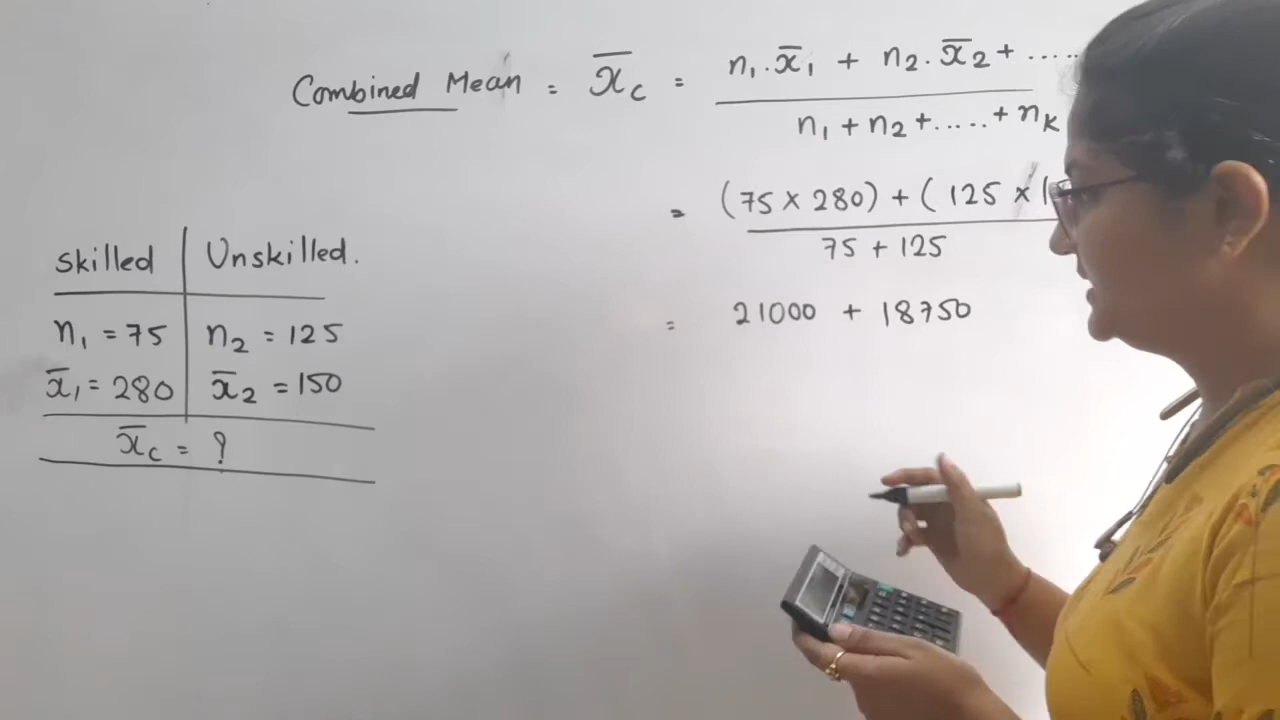 Combined Mean = x̄c = n₁.x̄₁ + n₂.x̄₂ + .....
n₁ + n₂ + ..... + nₖ
= (75 × 280) + (125 × 1
75 + 125
= 21000 + 18750
Skilled | Unskilled.
n₁ = 75 | n₂ = 125
x̄₁ = 280 | x̄₂ = 150
x̄c = ?